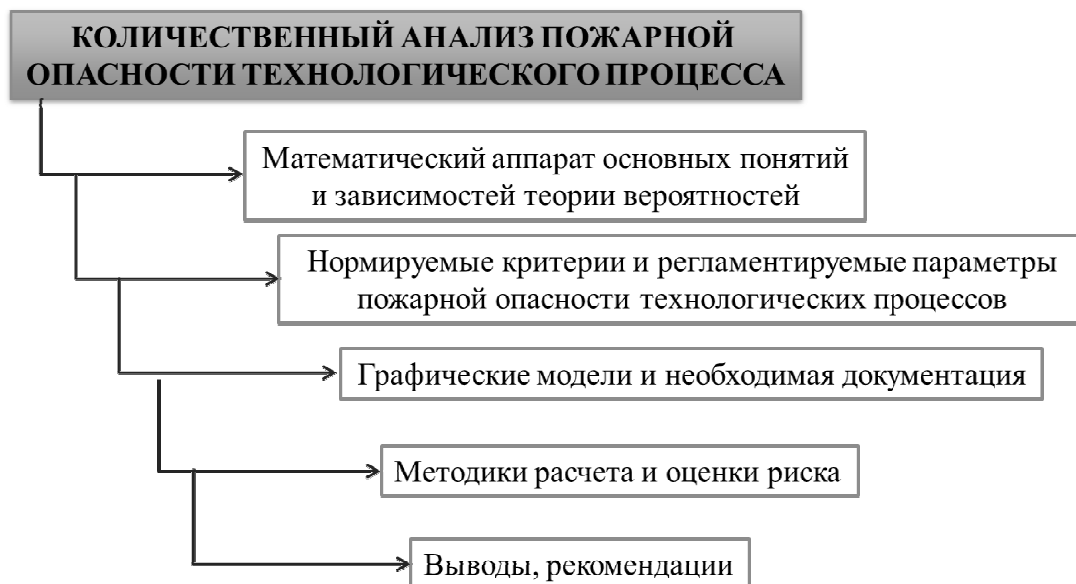 КОЛИЧЕСТВЕННЫЙ АНАЛИЗ ПОЖАРНОЙ
ОПАСНОСТИ ТЕХНОЛОГИЧЕСКОГО ПРОЦЕССА
Математический аппарат основных понятий
и зависимостей теории вероятностей
Нормируемые критерии и регламентируемые параметры
пожарной опасности технологических процессов
Графические модели и необходимая документация
Методики расчета и оценки риска
Выводы, рекомендации